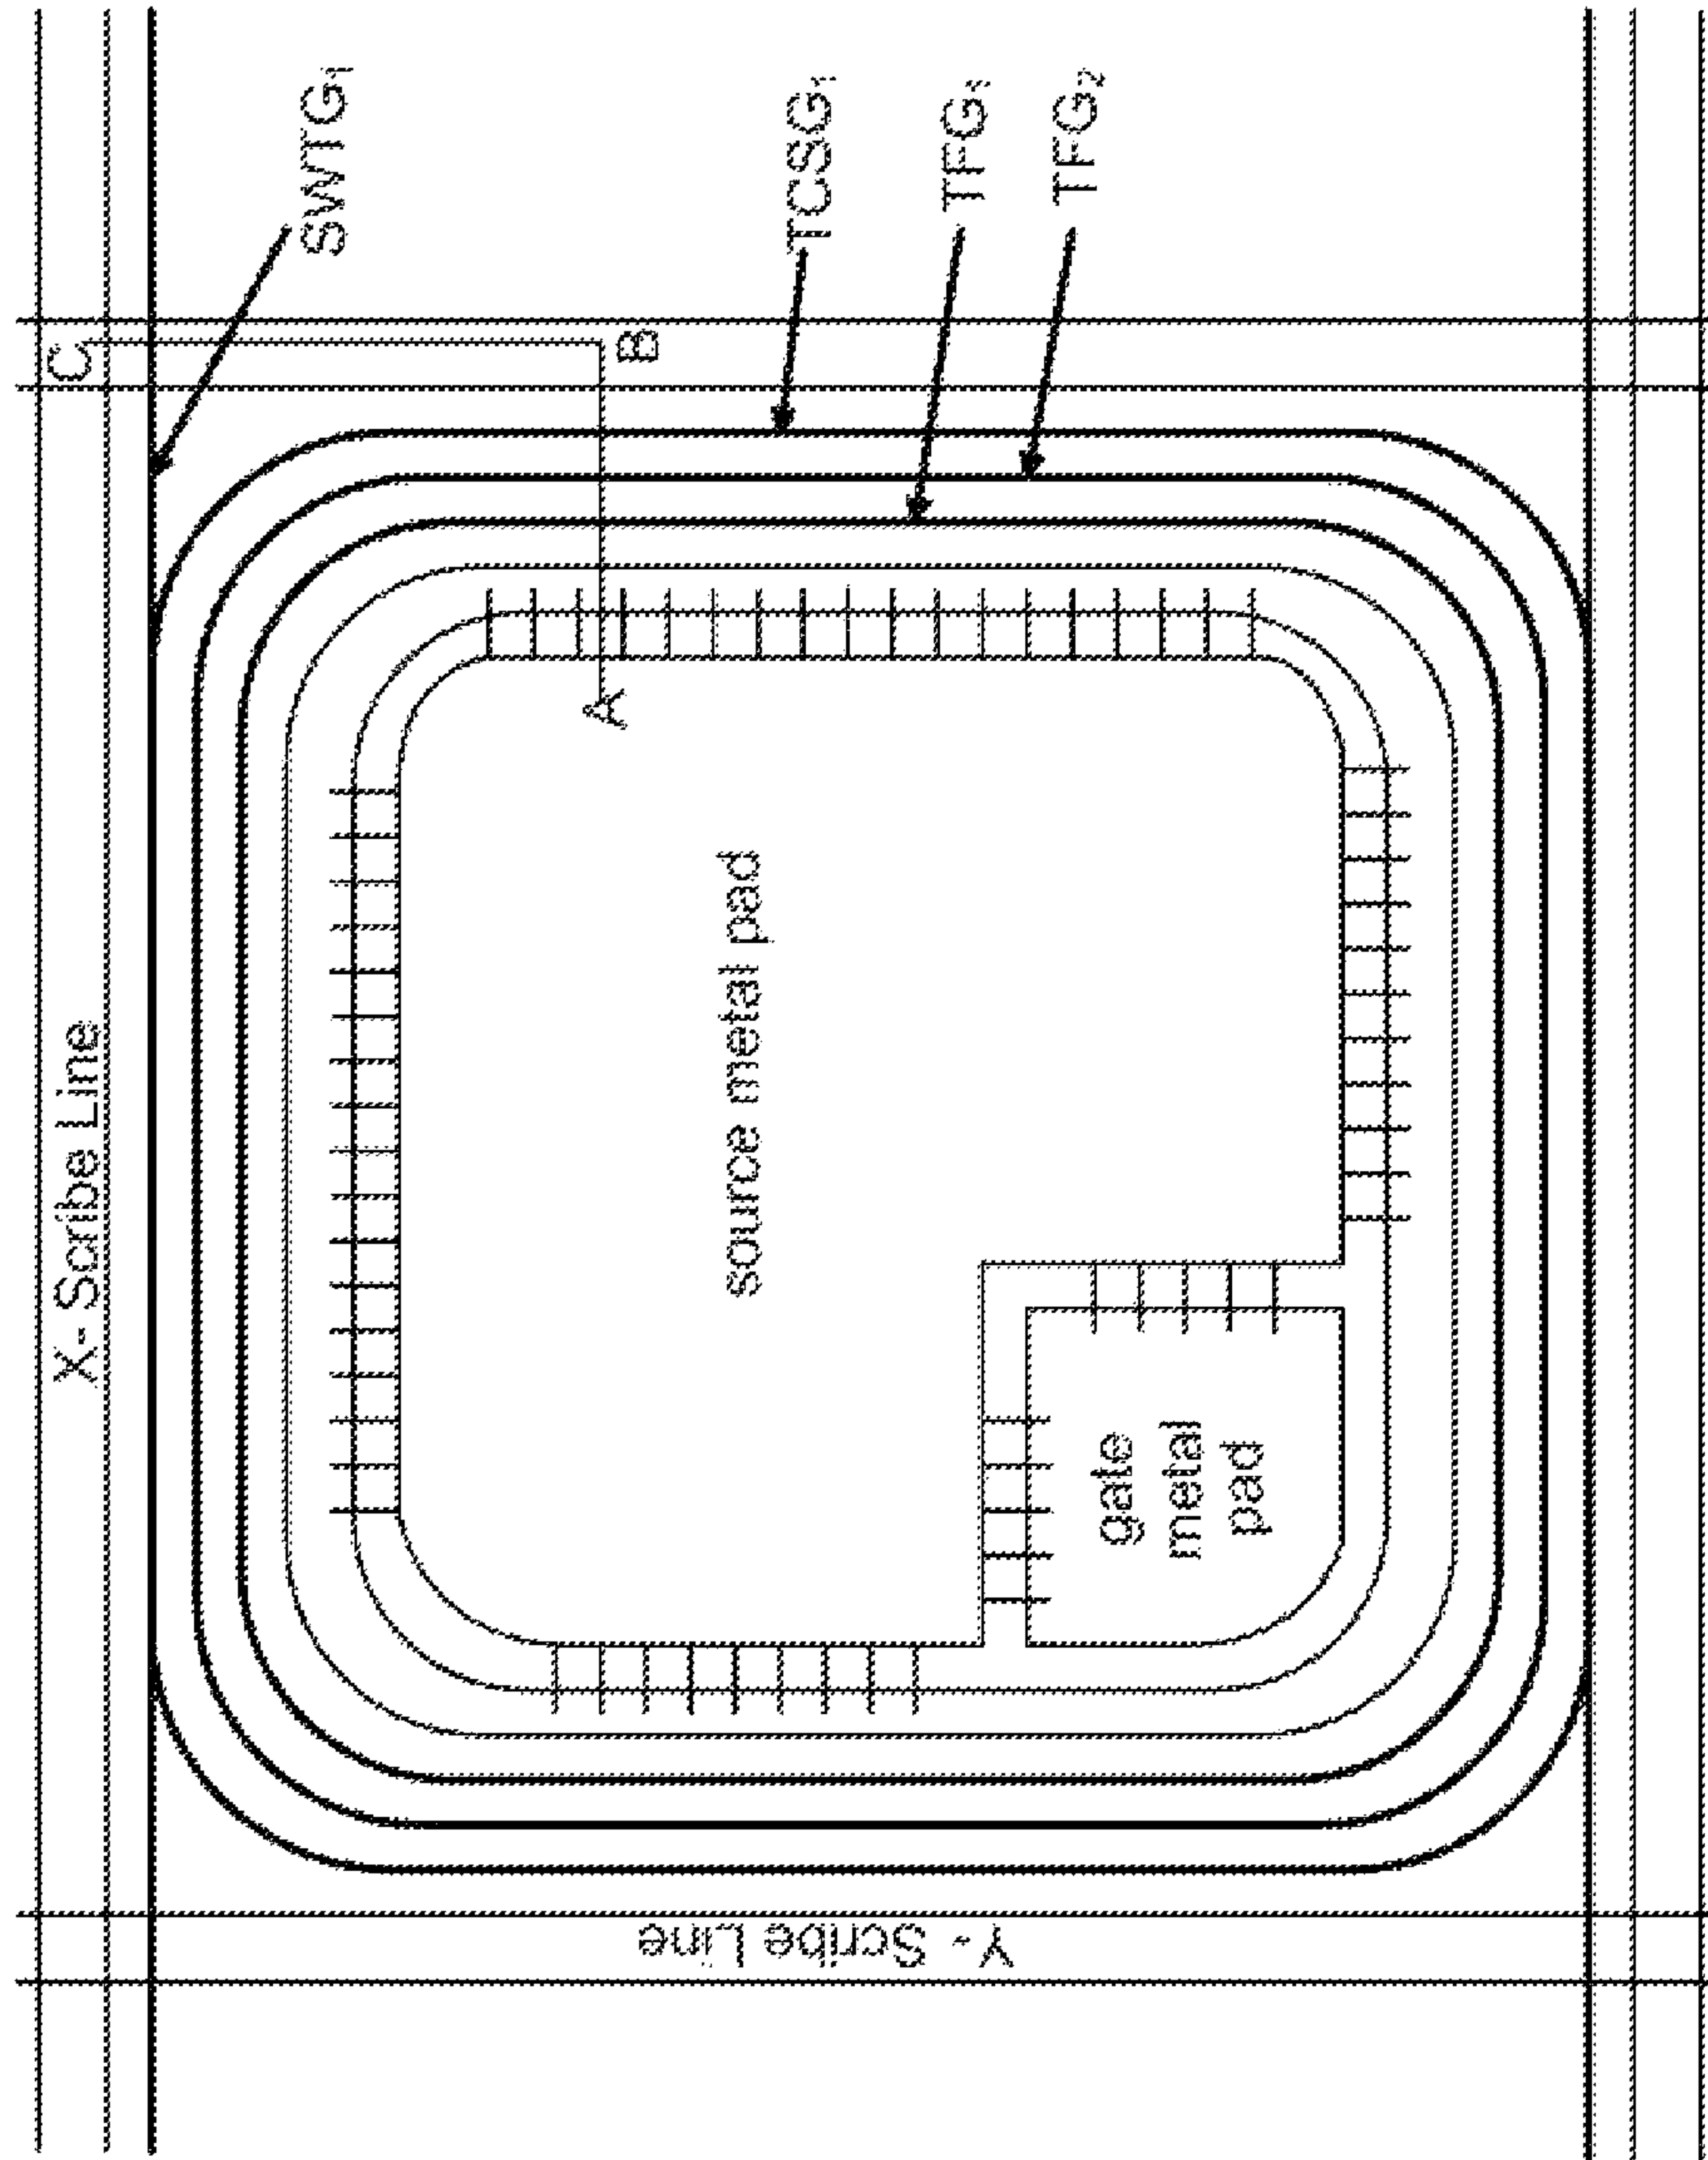 X- Scribe Line
C
SWTG1
B
TCSG1
TFG1
TFG2
A
source metal pad
gate
metal
pad
Y- Scribe Line